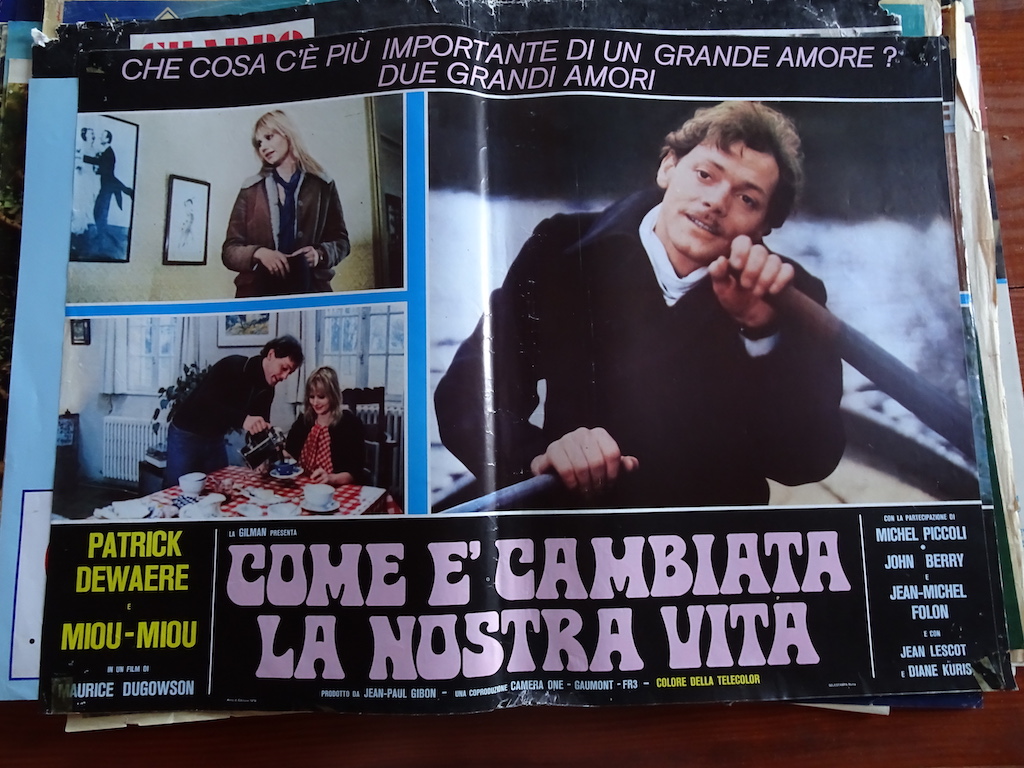 CHE COSA C'È PIÙ IMPORTANTE DI UN GRANDE AMORE ?
DUE GRANDI AMORI
PATRICK
DEWAERE
E
MIOU-MIOU
IN UN FILM DI
MAURICE DUGOWSON
LA GILMAN PRESENTA
COME E' CAMBIATA
LA NOSTRA VITA
PRODOTTO DA JEAN-PAUL GIBON - UNA COPRODUZIONE CAMERA ONE - GAUMONT-FR3 - COLORE DELLA TELECOLOR
CON LA PARTECIPAZIONE DI
MICHEL PICCOLI
•
JOHN BERRY
E
JEAN-MICHEL
FOLON
E CON
JEAN LESCOT
E DIANE KURIS